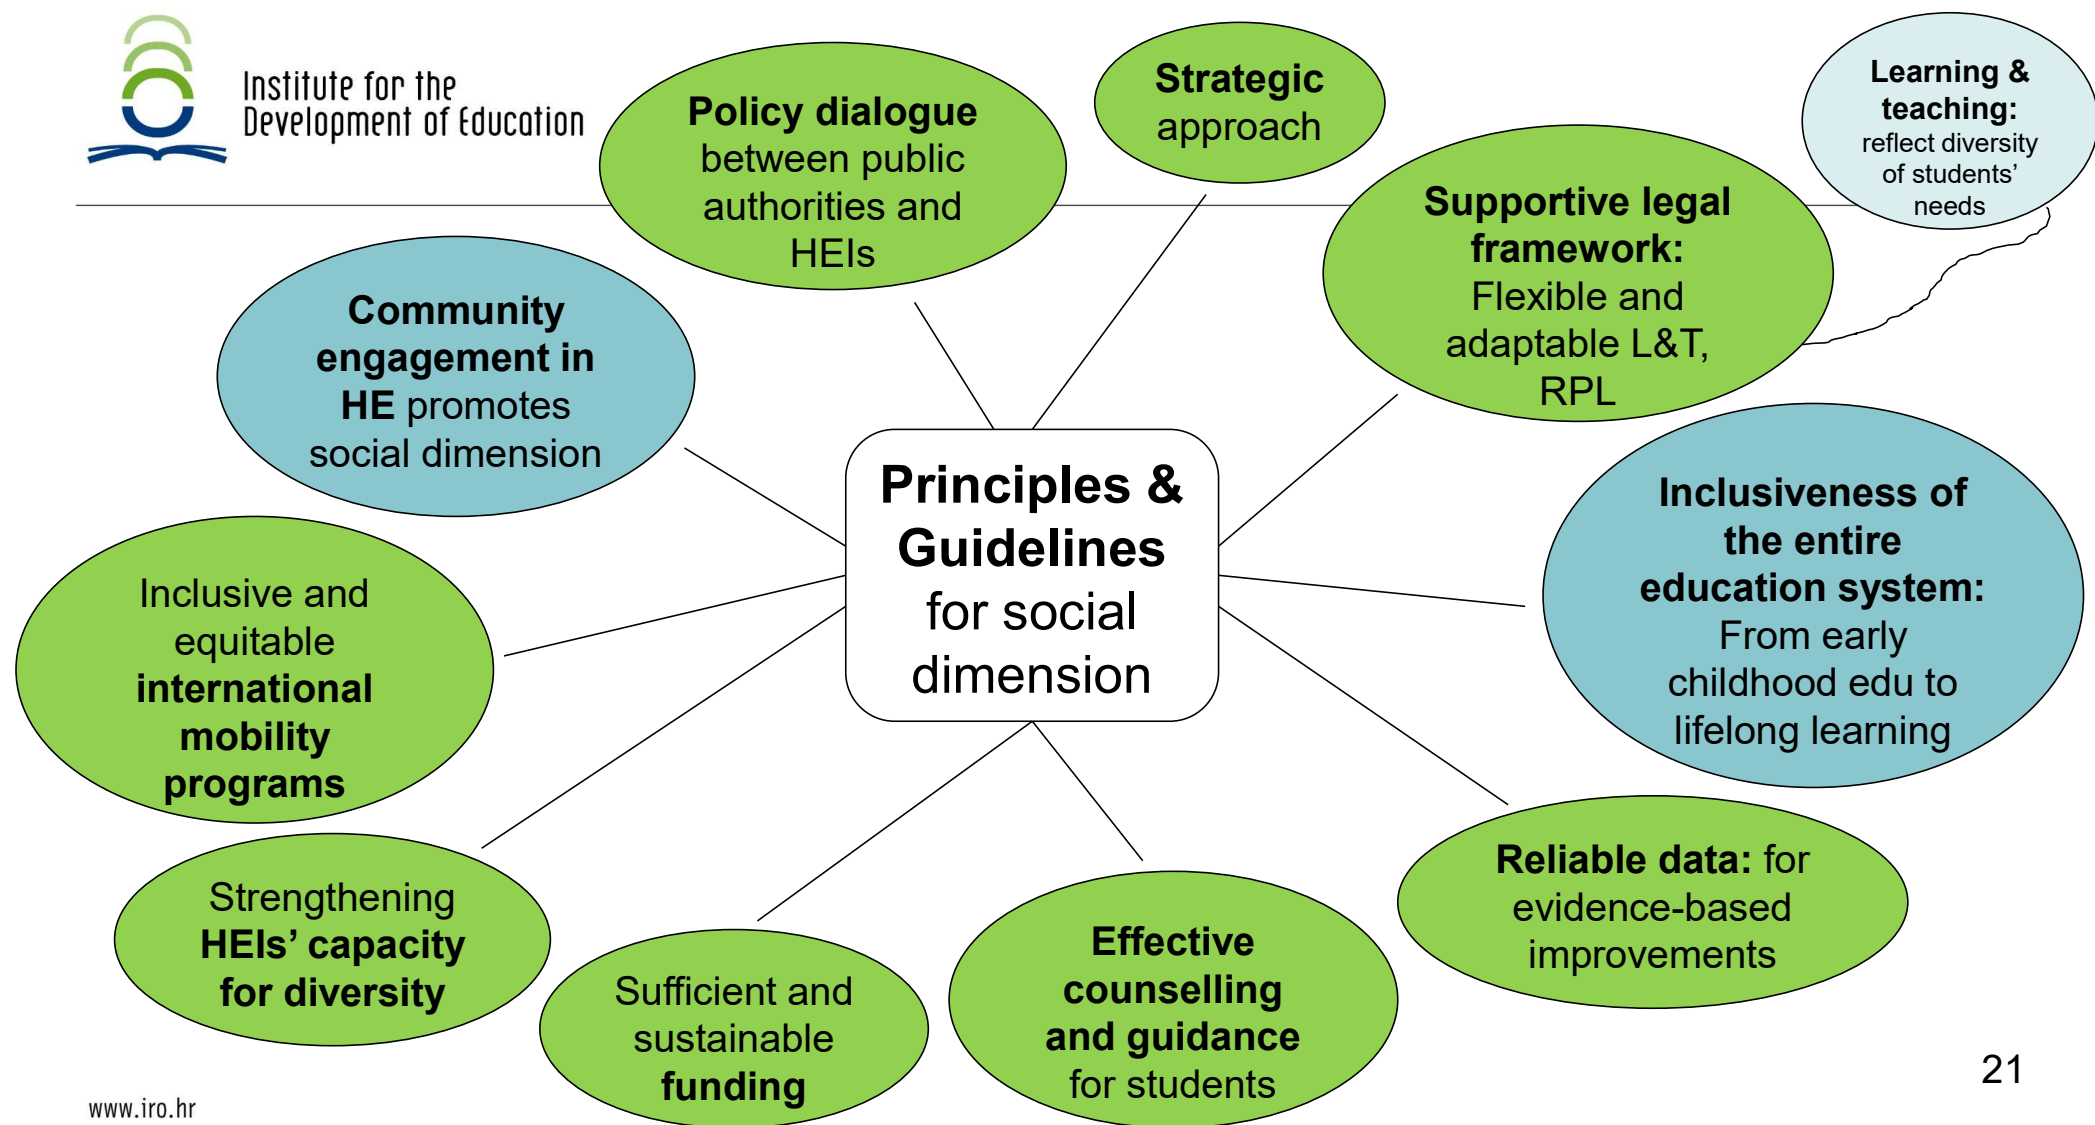 Institute for the
Development of Education
Policy dialogue
between public
authorities and
HEIs
Strategic
approach
Learning &
teaching:
reflect diversity
of students’
needs
Supportive legal
framework:
Flexible and
adaptable L&T,
RPL
Community
engagement in
HE promotes
social dimension
Principles &
Guidelines
for social
dimension
Inclusiveness of
the entire
education system:
From early
childhood edu to
lifelong learning
Inclusive and
equitable
international
mobility
programs
Reliable data: for
evidence-based
improvements
Strengthening
HEIs’ capacity
for diversity
Sufficient and
sustainable
funding
Effective
counselling
and guidance
for students
21
www.iro.hr